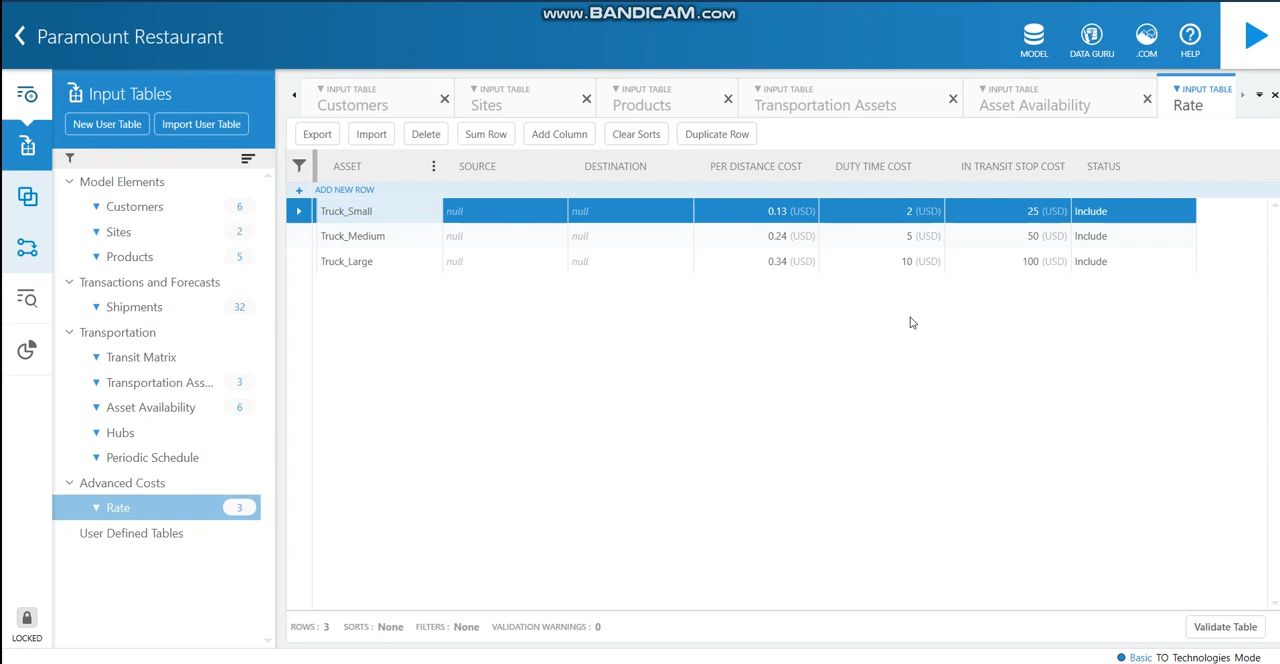 www.BANDICAM.com
Paramount Restaurant
MODEL
DATA GURU
.COM
HELP
Input Tables
New User Table
Import User Table
Model Elements
Customers 6
Sites 2
Products 5
Transactions and Forecasts
Shipments 32
Transportation
Transit Matrix
Transportation Ass... 3
Asset Availability 6
Hubs
Periodic Schedule
Advanced Costs
Rate 3
User Defined Tables
LOCKED
INPUT TABLE
Customers
INPUT TABLE
Sites
INPUT TABLE
Products
INPUT TABLE
Transportation Assets
INPUT TABLE
Asset Availability
INPUT TABLE
Rate
Export Import Delete Sum Row Add Column Clear Sorts Duplicate Row
ASSET SOURCE DESTINATION PER DISTANCE COST DUTY TIME COST IN TRANSIT STOP COST STATUS
+ ADD NEW ROW
Truck_Small null null 0.13 (USD) 2 (USD) 25 (USD) Include
Truck_Medium null null 0.24 (USD) 5 (USD) 50 (USD) Include
Truck_Large null null 0.34 (USD) 10 (USD) 100 (USD) Include
ROWS : 3 SORTS : None FILTERS : None VALIDATION WARNINGS : 0
Validate Table
Basic TO Technologies Mode